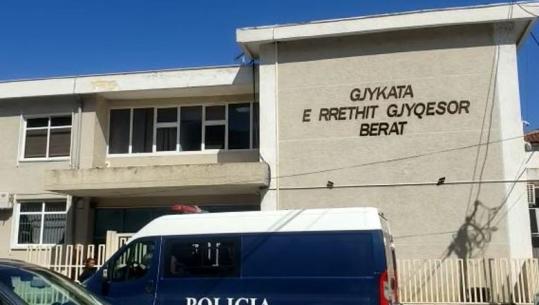 GJYKATA
E RRETHIT GJYQESOR
BERAT
POLICIA